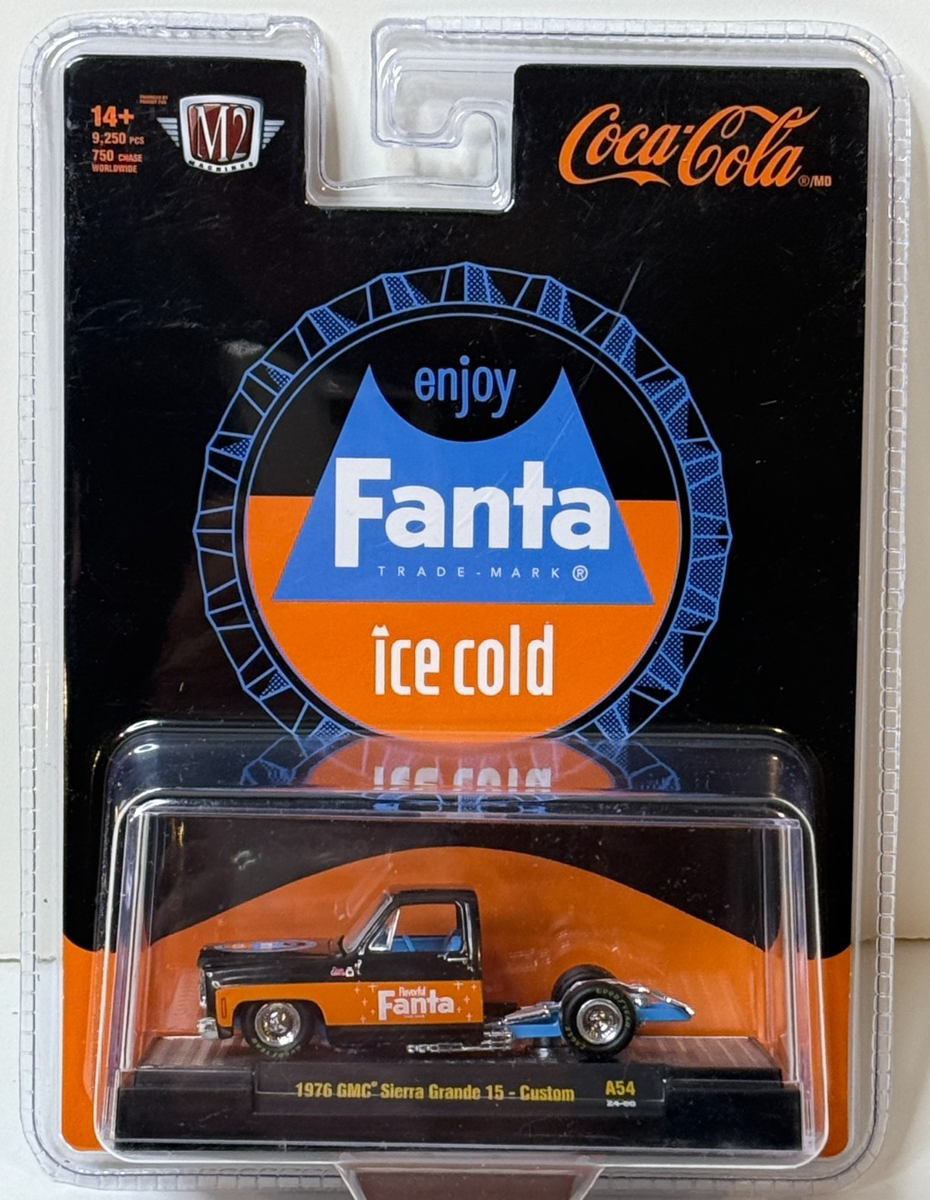 14+
9,250 PCS
750 CHASE
WORLDWIDE
M2
MACHINES
Coca-Cola ®/MD
enjoy
Fanta
TRADE-MARK ®
ice cold
Flavorful
Fanta
1976 GMC® Sierra Grande 15 - Custom A54